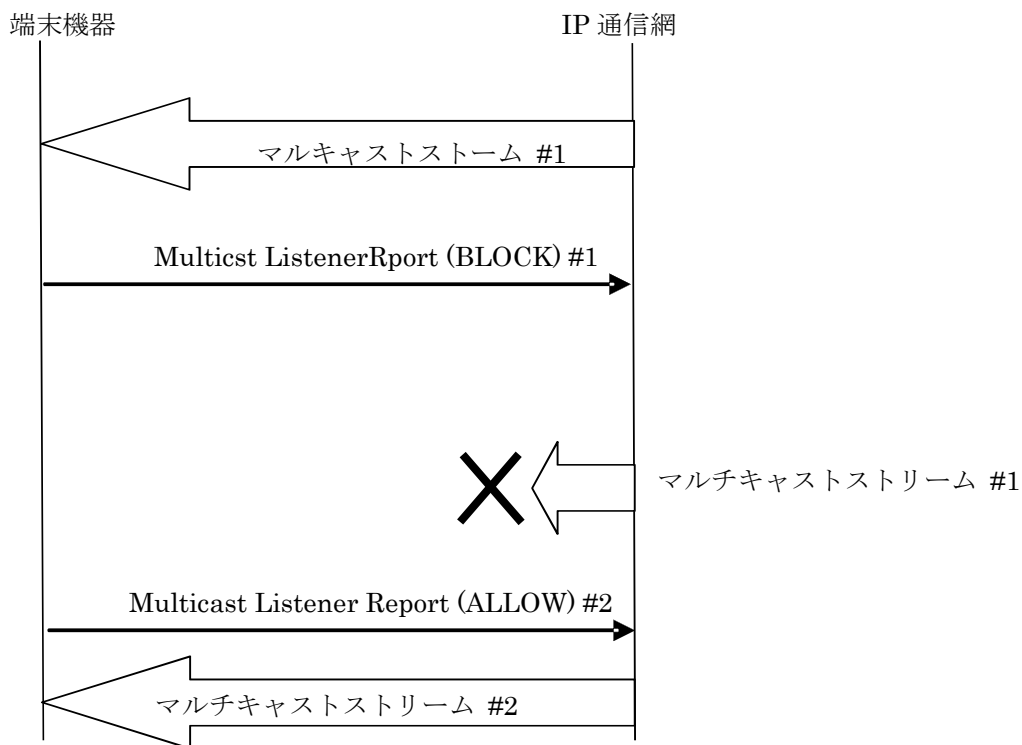 端末機器
IP 通信網
マルキャストストーム #1
Multicst ListenerRport (BLOCK) #1
マルチキャストストリーム #1
Multicast Listener Report (ALLOW) #2
マルチキャストストリーム #2